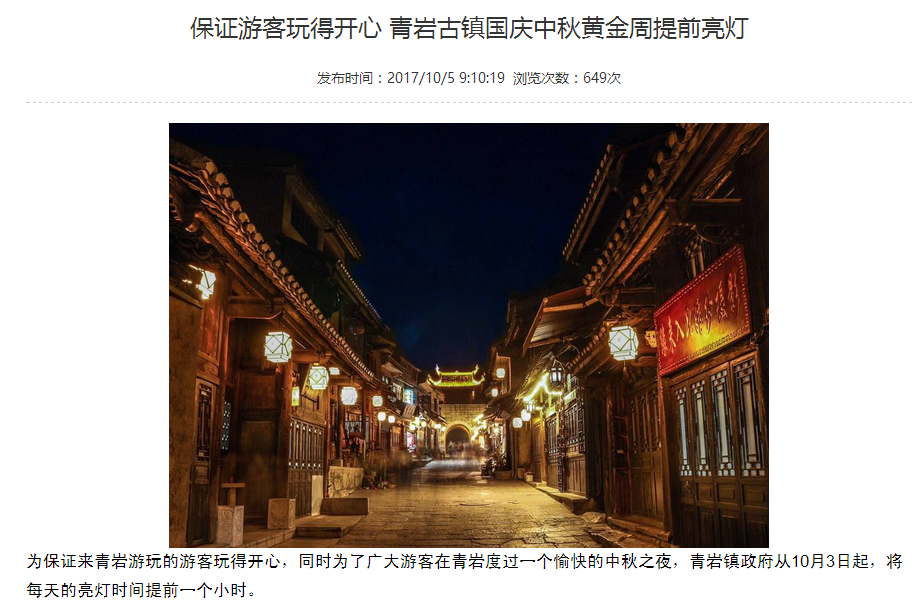 保证游客玩得开心 青岩古镇国庆中秋黄金周提前亮灯
发布时间：2017/10/5 9:10:19 浏览次数：649次
为保证来青岩游玩的游客玩得开心，同时为了广大游客在青岩度过一个愉快的中秋之夜，青岩镇政府从10月3日起，将
每天的亮灯时间提前一个小时。